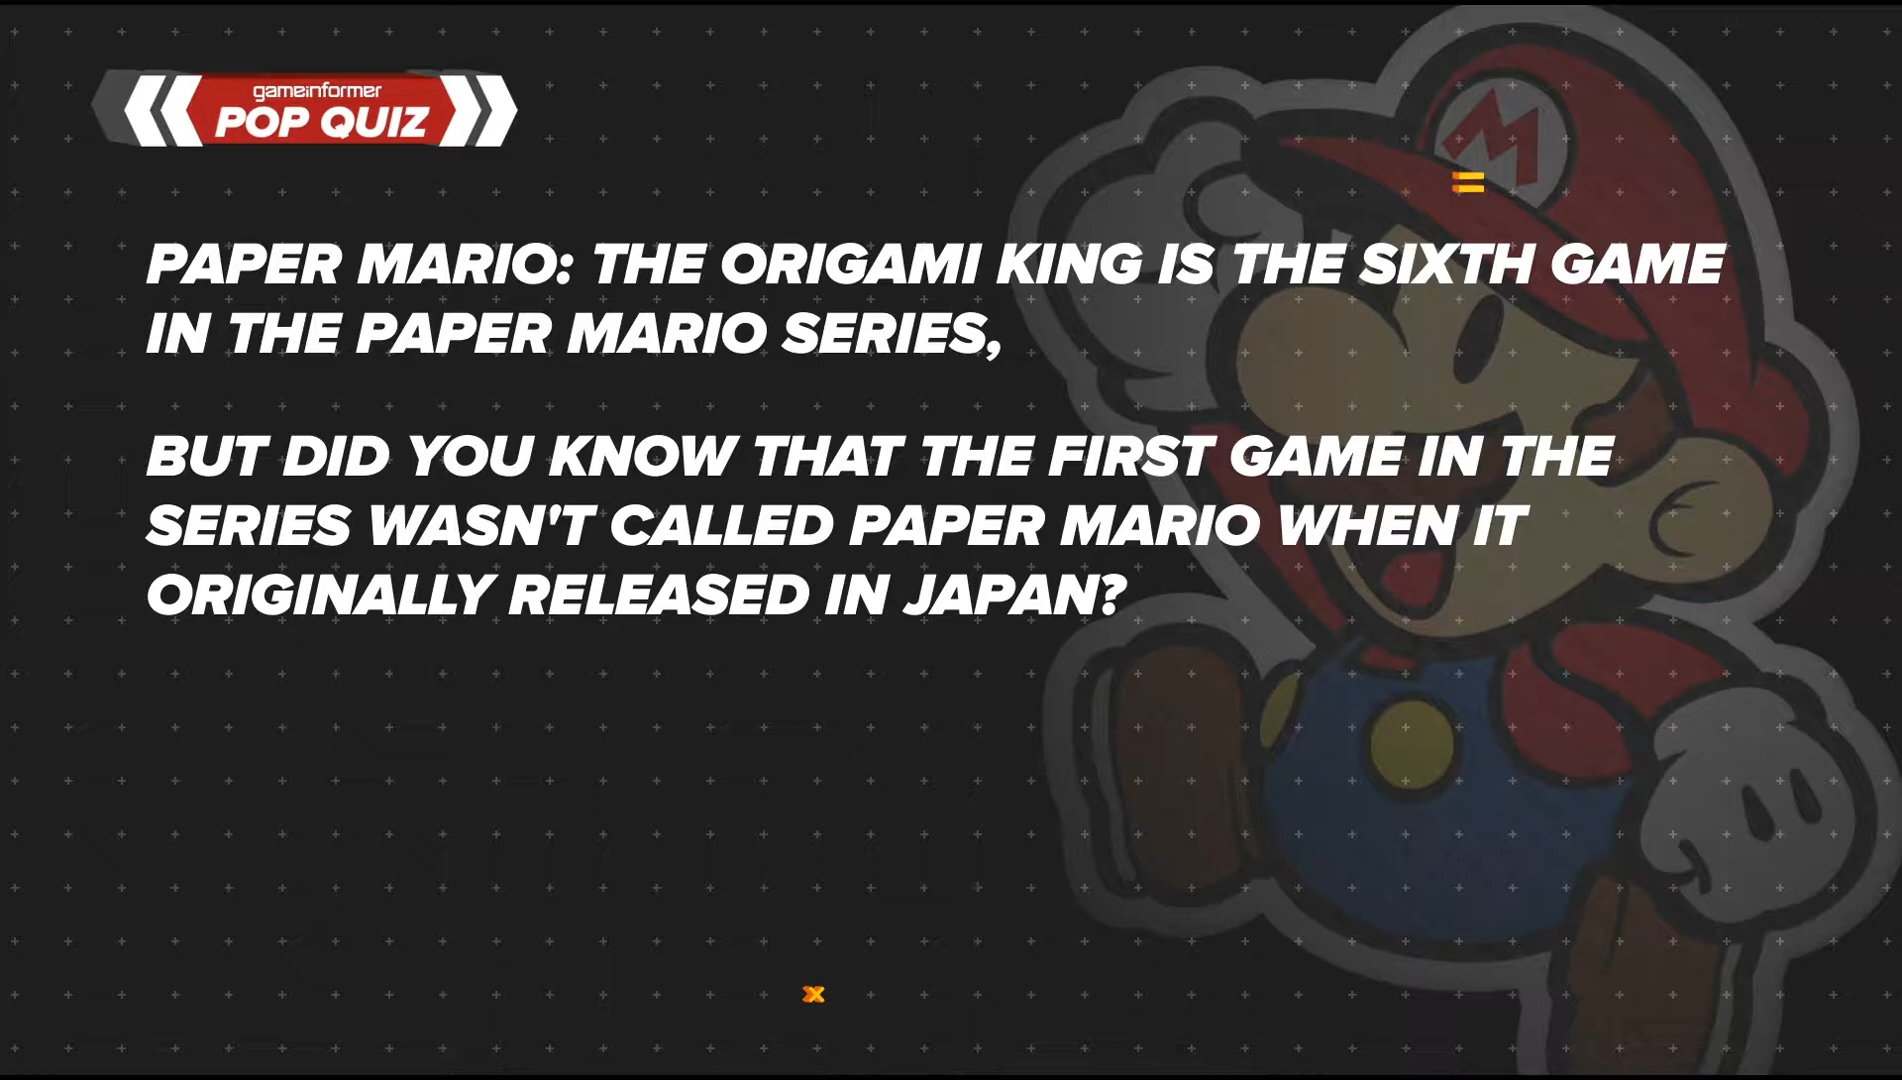 gameinformer
POP QUIZ
M
PAPER MARIO: THE ORIGAMI KING IS THE SIXTH GAME
IN THE PAPER MARIO SERIES,
BUT DID YOU KNOW THAT THE FIRST GAME IN THE
SERIES WASN'T CALLED PAPER MARIO WHEN IT
ORIGINALLY RELEASED IN JAPAN?